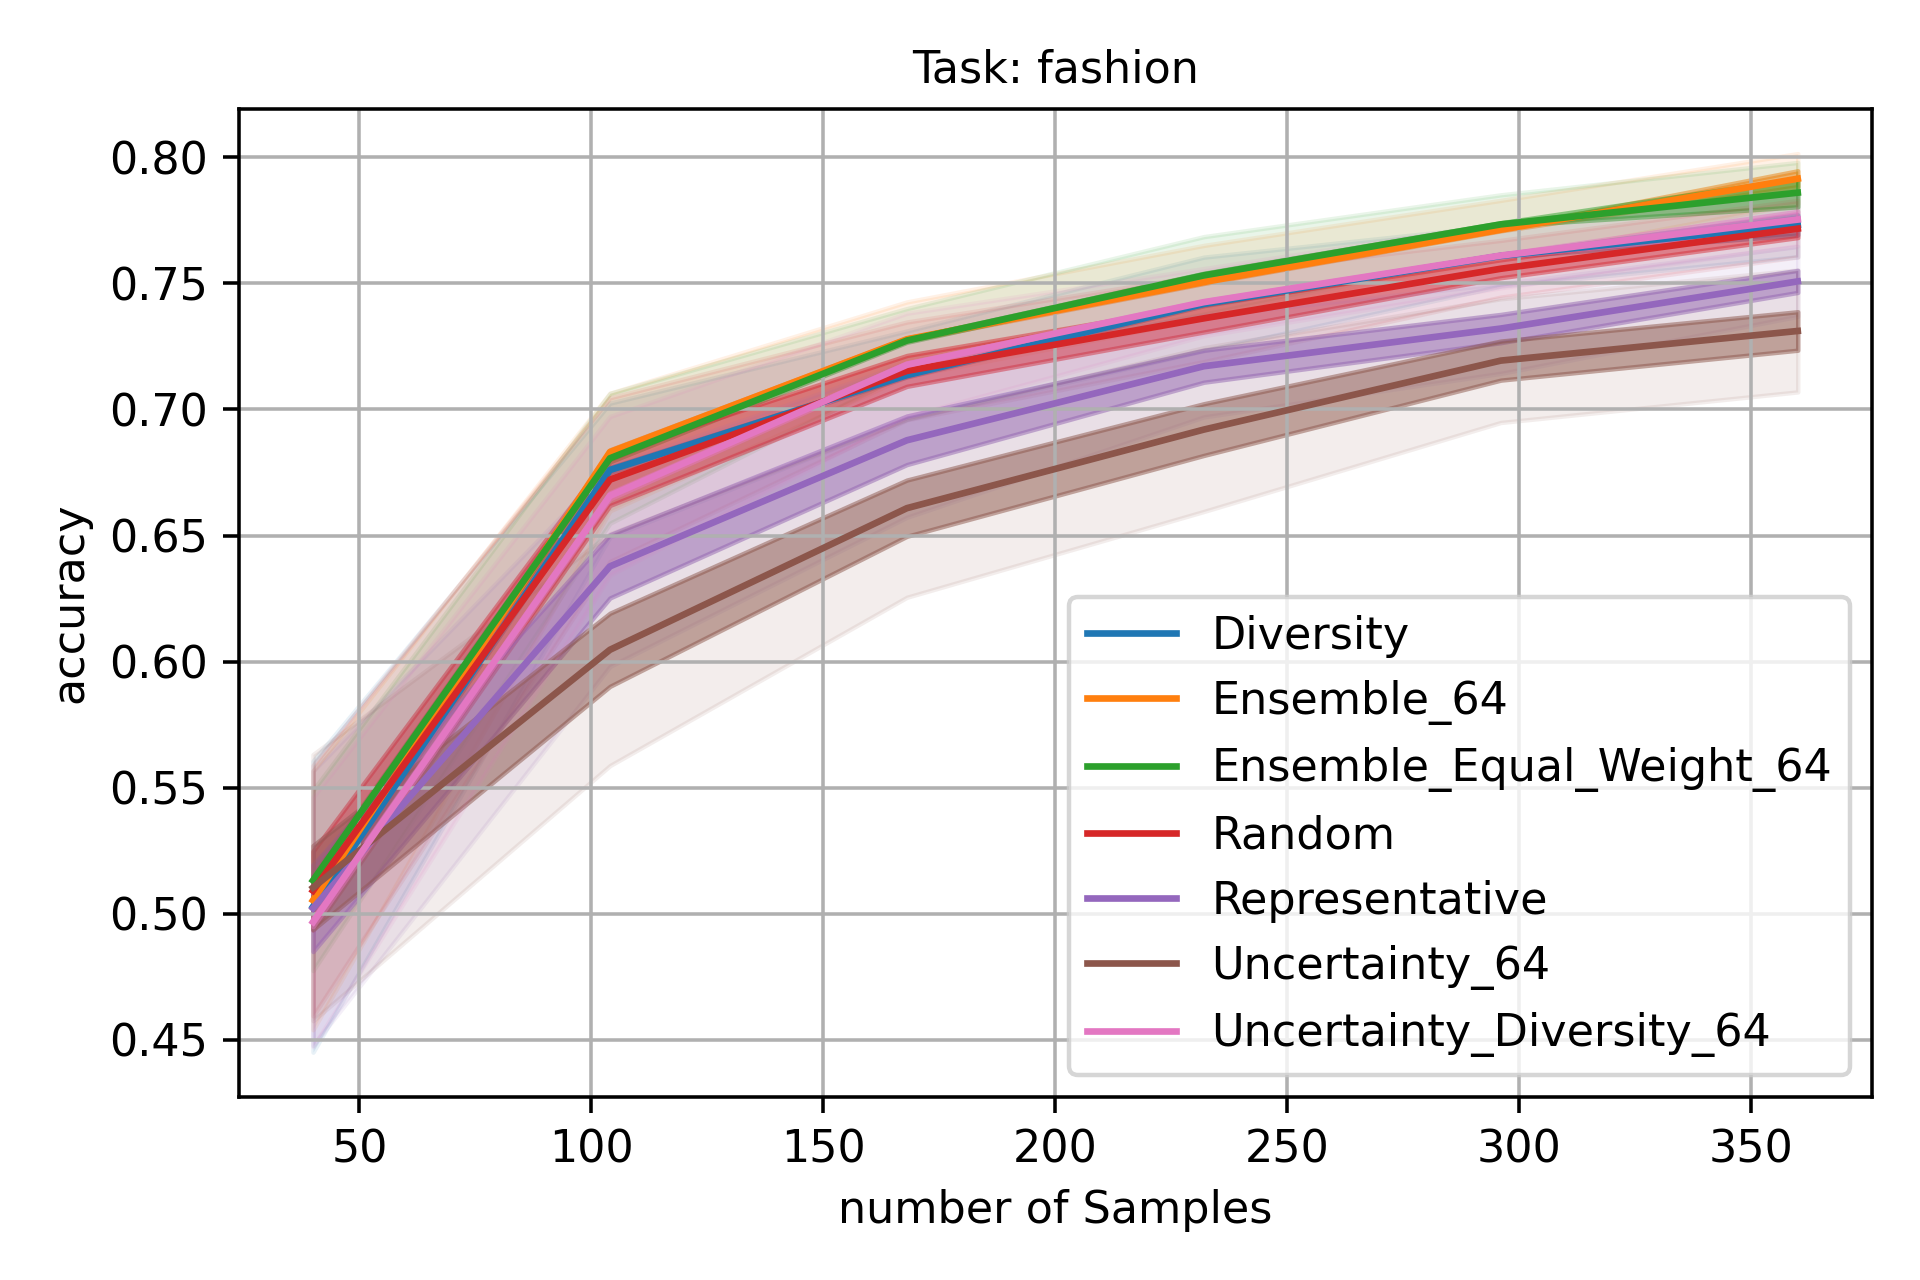 Task: fashion
0.80
0.75
0.70
0.65
0.60
0.55
0.50
0.45
accuracy
Diversity
Ensemble_64
Ensemble_Equal_Weight_64
Random
Representative
Uncertainty_64
Uncertainty_Diversity_64
50 100 150 200 250 300 350
number of Samples